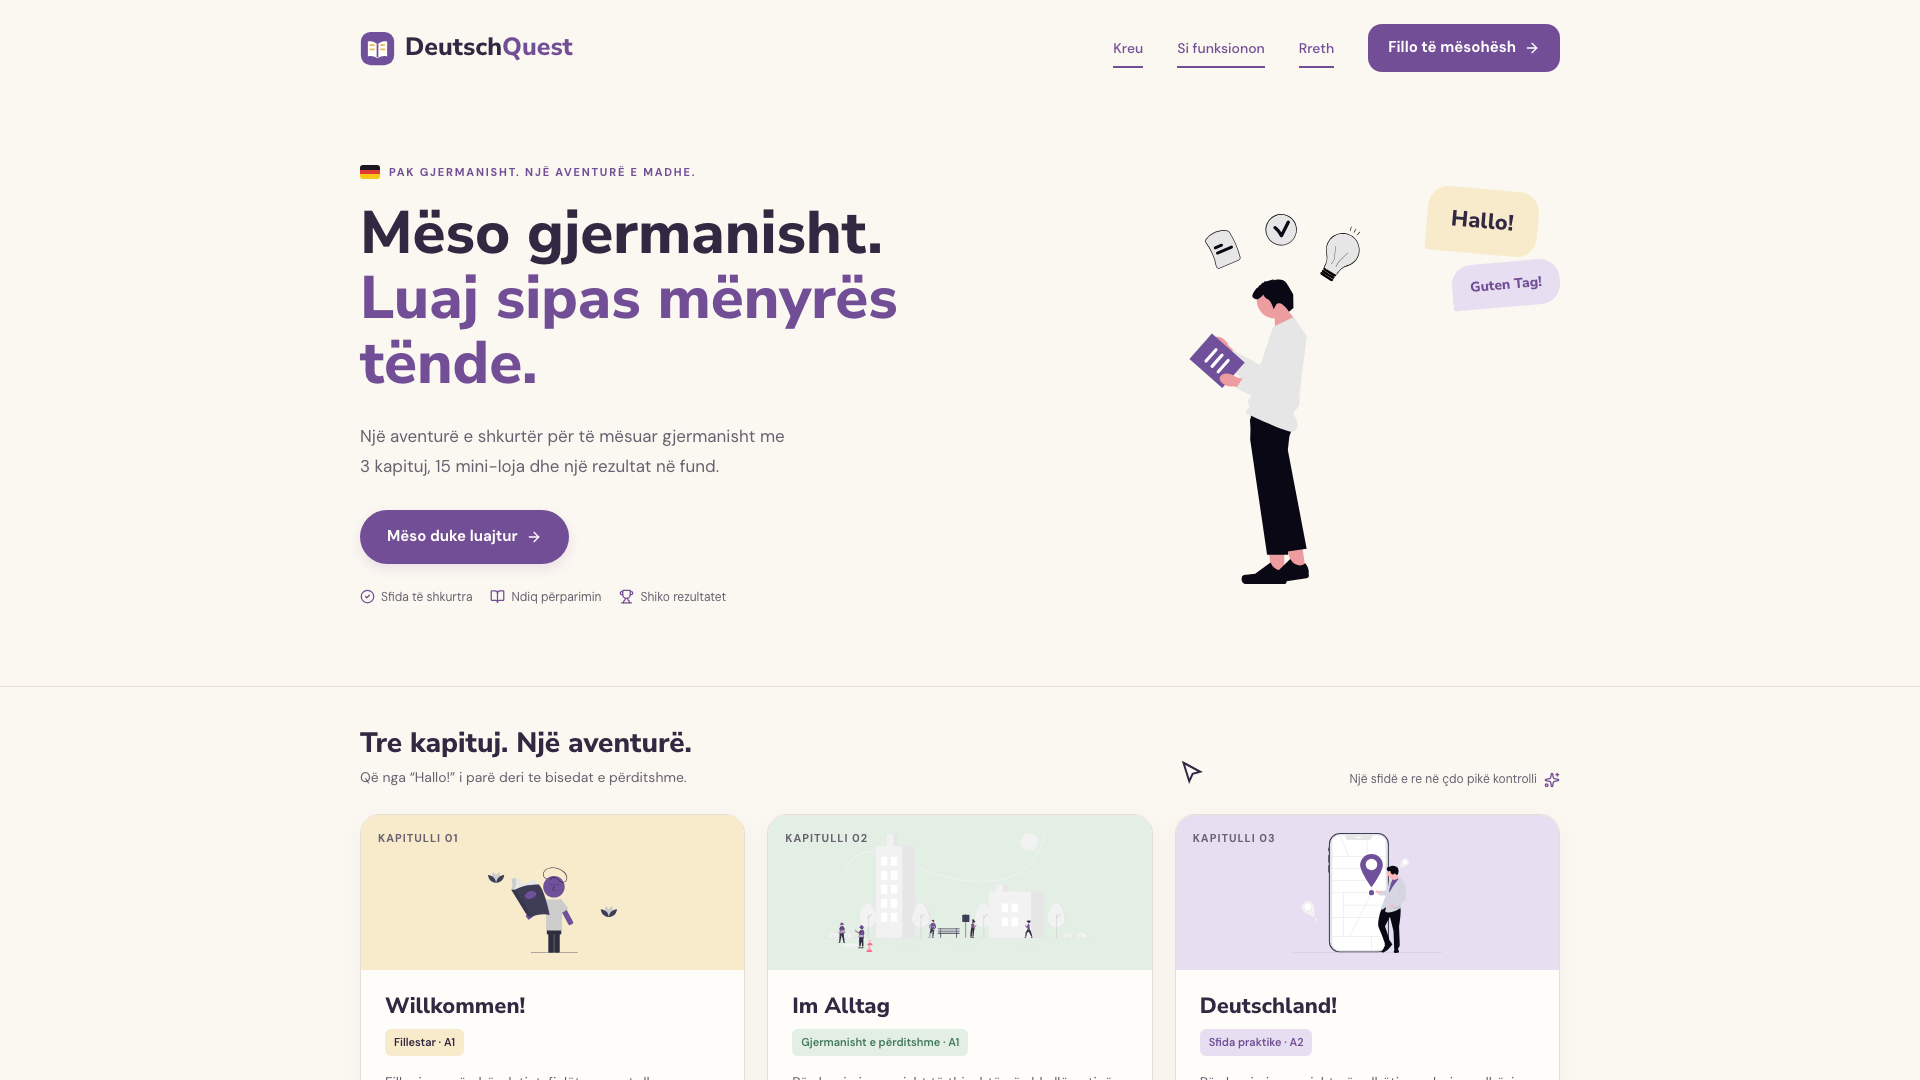 DeutschQuest
Kreu
Si funksionon
Rreth
Fillo të mësohësh
PAK GJERMANISHT. NJË AVENTURË E MADHE.
Mëso gjermanisht.
Luaj sipas mënyrës
tënde.
Hallo!
Guten Tag!
Një aventurë e shkurtër për të mësuar gjermanisht me
3 kapituj, 15 mini-loja dhe një rezultat në fund.
Mëso duke luajtur
Sfida të shkurtra
Ndiq përparimin
Shiko rezultatet
Tre kapituj. Një aventurë.
Që nga “Hallo!” i parë deri te bisedat e përditshme.
Një sfidë e re në çdo pikë kontrolli
KAPITULLI 01
KAPITULLI 02
KAPITULLI 03
Willkommen!
Fillestar · A1
Im Alltag
Gjermanisht e përditshme · A1
Deutschland!
Sfida praktike · A2